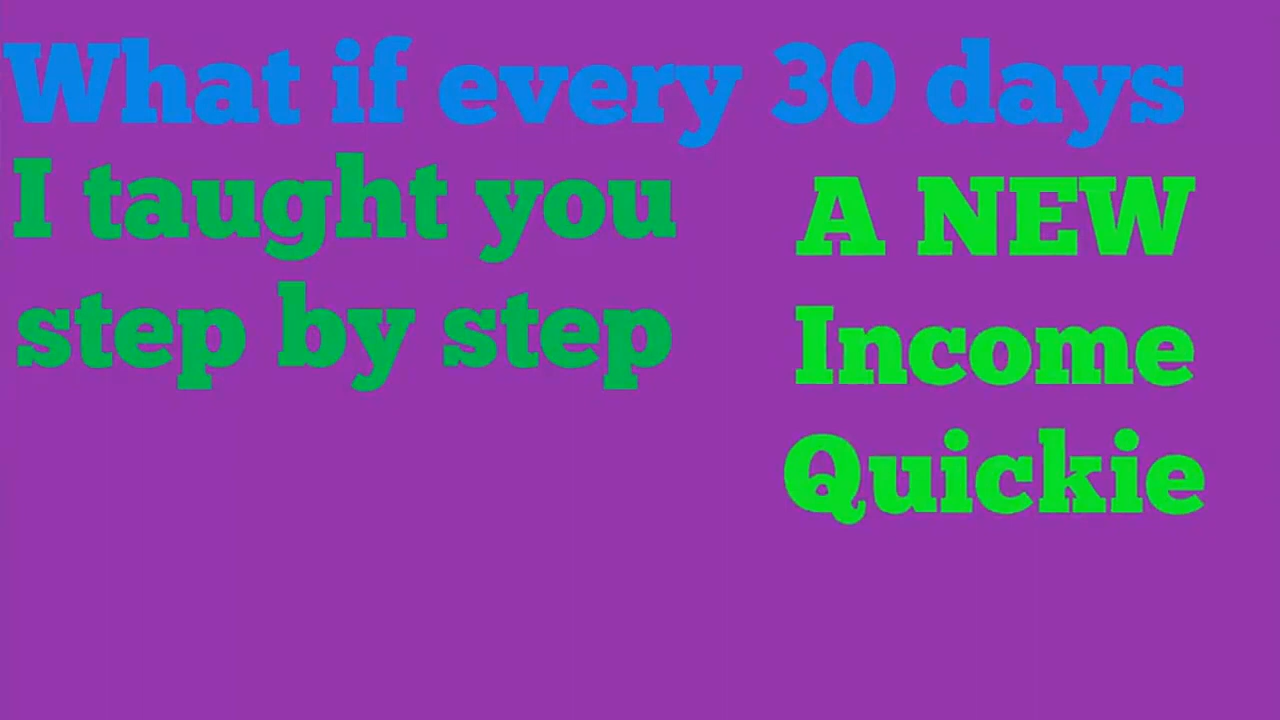 What if every 30 days
I taught you
step by step
A NEW
Income
Quickie